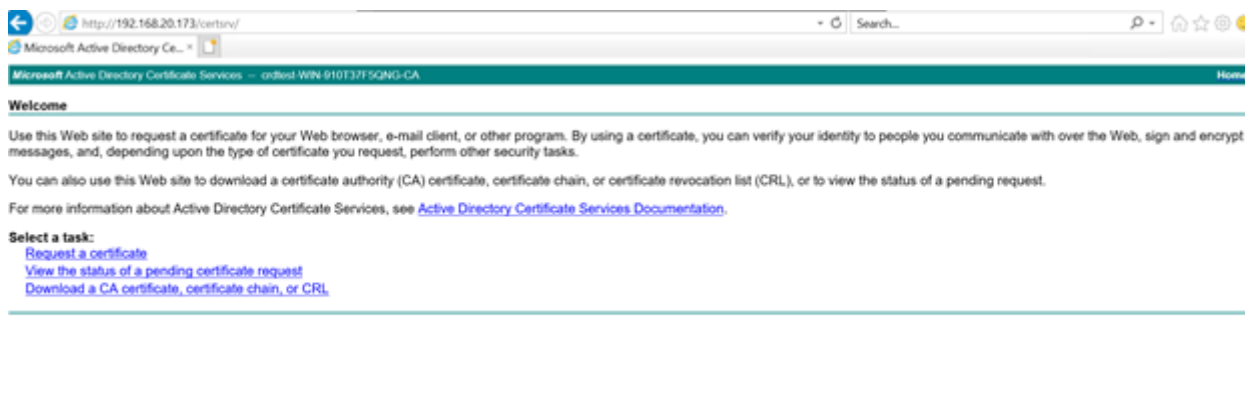 http://192.168.20.173/certsrv/
Search...
Microsoft Active Directory Ce...
Microsoft Active Directory Certificate Services -- crdtest-WIN-910T37F5QNG-CA
Home
Welcome
Use this Web site to request a certificate for your Web browser, e-mail client, or other program. By using a certificate, you can verify your identity to people you communicate with over the Web, sign and encrypt
messages, and, depending upon the type of certificate you request, perform other security tasks.
You can also use this Web site to download a certificate authority (CA) certificate, certificate chain, or certificate revocation list (CRL), or to view the status of a pending request.
For more information about Active Directory Certificate Services, see Active Directory Certificate Services Documentation.
Select a task:
Request a certificate
View the status of a pending certificate request
Download a CA certificate, certificate chain, or CRL